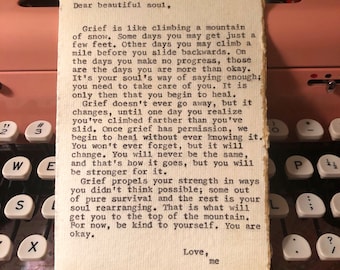 Dear beautiful soul,
Grief is like climbing a mountain
of snow. Some days you may get just a
few feet. Other days you may climb a
mile before you slide backwards. On
the days you make no progress, those
are the days you are more than okay.
It's your soul's way of saying enough;
you need to take care of you. It is
only then that you begin to heal.
Grief doesn't ever go away, but it
changes, until one day you realize
you've climbed farther than you've
slid. Once grief has permission, we
begin to heal without ever knowing it.
You won't ever forget, but it will
change. You will never be the same,
and that's how it goes, but you will
be stronger for it.
Grief propels your strength in ways
you didn't think possible; some out
of pure survival and the rest is your
soul rearranging. That is what will
get you to the top of the mountain.
For now, be kind to yourself. You are
okay.
Love,
me